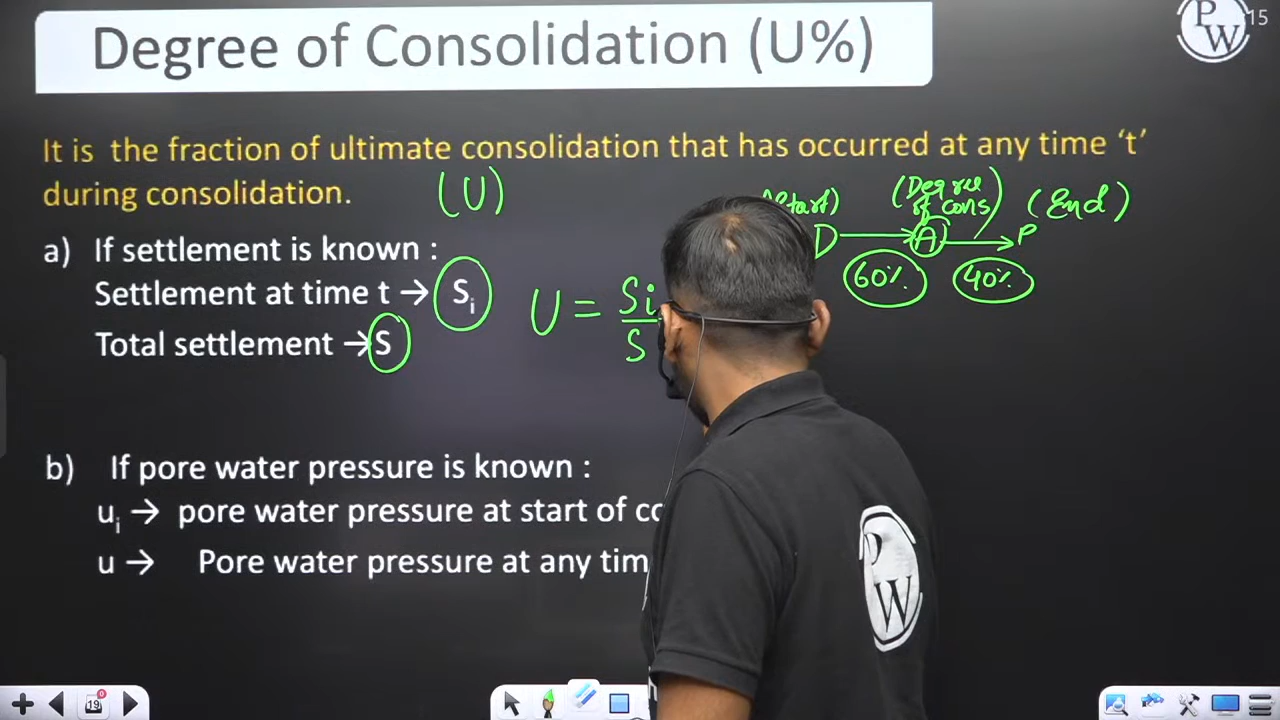 Degree of Consolidation (U%)
PW
15
It is the fraction of ultimate consolidation that has occurred at any time ‘t’
during consolidation. (U)
(Degree of cons) (End)
D → A → P
60% 40%
a) If settlement is known :
Settlement at time t → Si
Total settlement → S
U = Si/S
b) If pore water pressure is known :
ui → pore water pressure at start of
u → Pore water pressure at any
PW
19